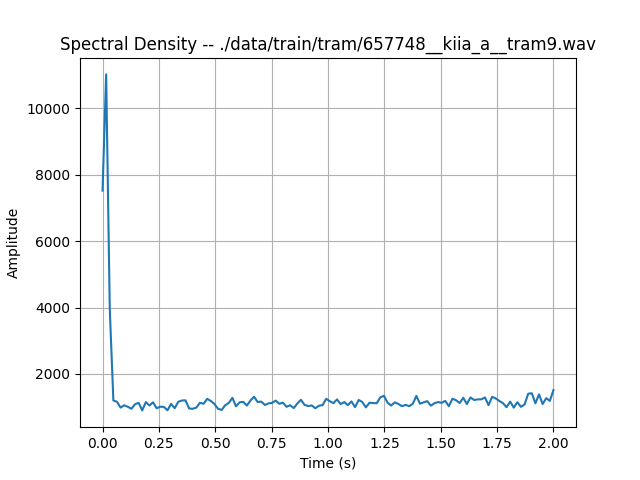 Spectral Density -- ./data/train/tram/657748__kiia_a__tram9.wav
Amplitude
10000
8000
6000
4000
2000
0.00 0.25 0.50 0.75 1.00 1.25 1.50 1.75 2.00
Time (s)